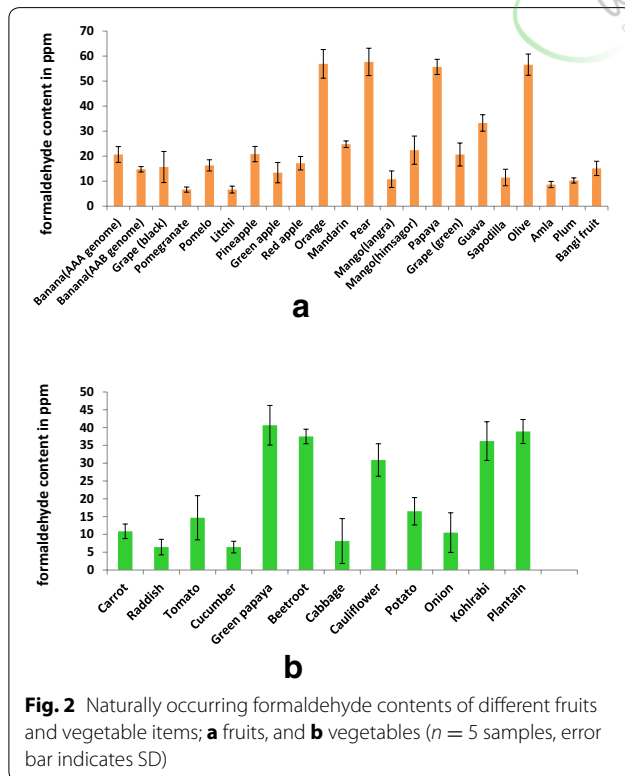 formaldehyde content in ppm
70
60
50
40
30
20
10
0
Banana(AAA genome)
Banana(AAB genome)
Grape (black)
Pomegranate
Pomelo
Litchi
Pineapple
Green apple
Red apple
Orange
Mandarin
Pear
Mango(langra)
Mango(himsagor)
Papaya
Grape (green)
Guava
Sapodilla
Olive
Amla
Plum
Bangi fruit
a
formaldehyde content in ppm
50
45
40
35
30
25
20
15
10
5
0
Carrot
Raddish
Tomato
Cucumber
Green papaya
Beetroot
Cabbage
Cauliflower
Potato
Onion
Kohlrabi
Plantain
b
Fig. 2 Naturally occurring formaldehyde contents of different fruits
and vegetable items; a fruits, and b vegetables (n = 5 samples, error
bar indicates SD)